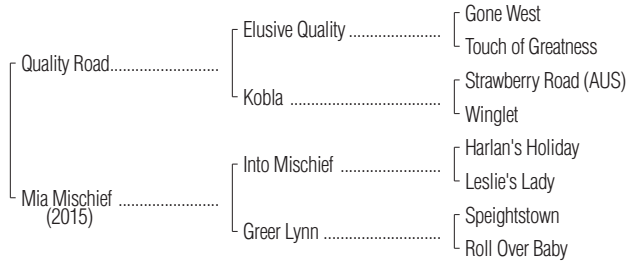 Gone West
Elusive Quality ....................
Touch of Greatness
Quality Road........................
Strawberry Road (AUS)
Kobla .................................
Winglet
Harlan's Holiday
Into Mischief ......................
Leslie's Lady
Mia Mischief ......................
(2015)
Speightstown
Greer Lynn .........................
Roll Over Baby